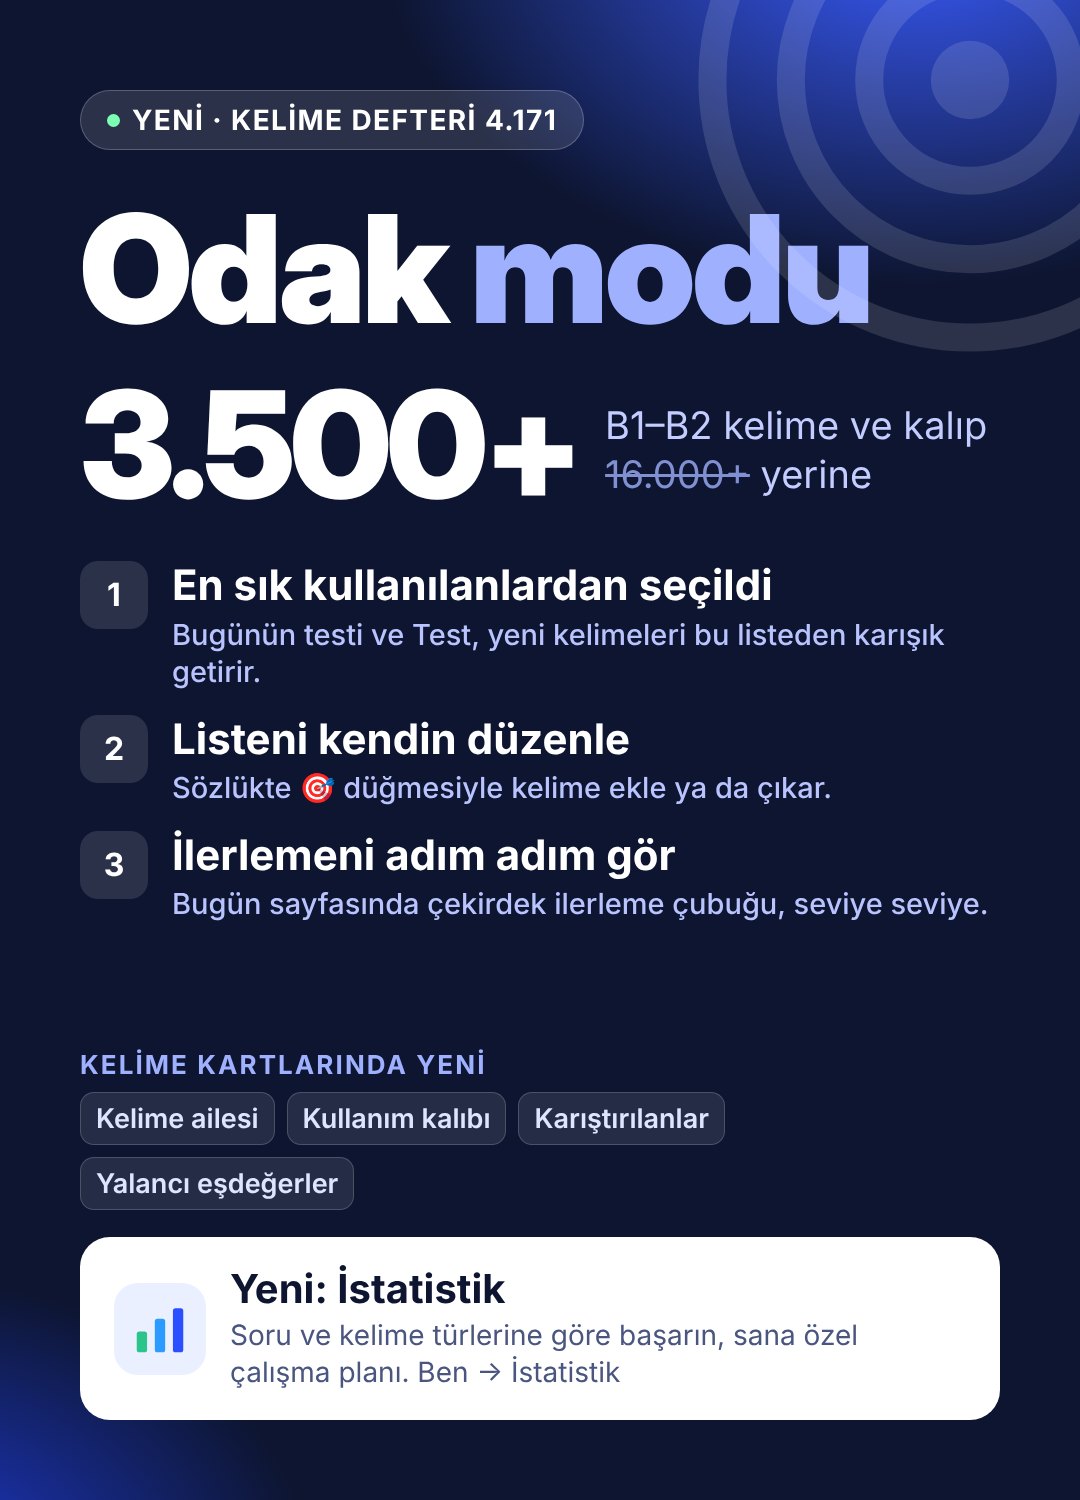 YENİ · KELİME DEFTERİ 4.171
Odak modu
3.500+
B1–B2 kelime ve kalıp
16.000+ yerine
1
En sık kullanılanlardan seçildi
Bugünün testi ve Test, yeni kelimeleri bu listeden karışık
getirir.
2
Listeni kendin düzenle
Sözlükte 🎯 düğmesiyle kelime ekle ya da çıkar.
3
İlerlemeni adım adım gör
Bugün sayfasında çekirdek ilerleme çubuğu, seviye seviye.
KELİME KARTLARINDA YENİ
Kelime ailesi
Kullanım kalıbı
Karıştırılanlar
Yalancı eşdeğerler
Yeni: İstatistik
Soru ve kelime türlerine göre başarın, sana özel
çalışma planı. Ben → İstatistik